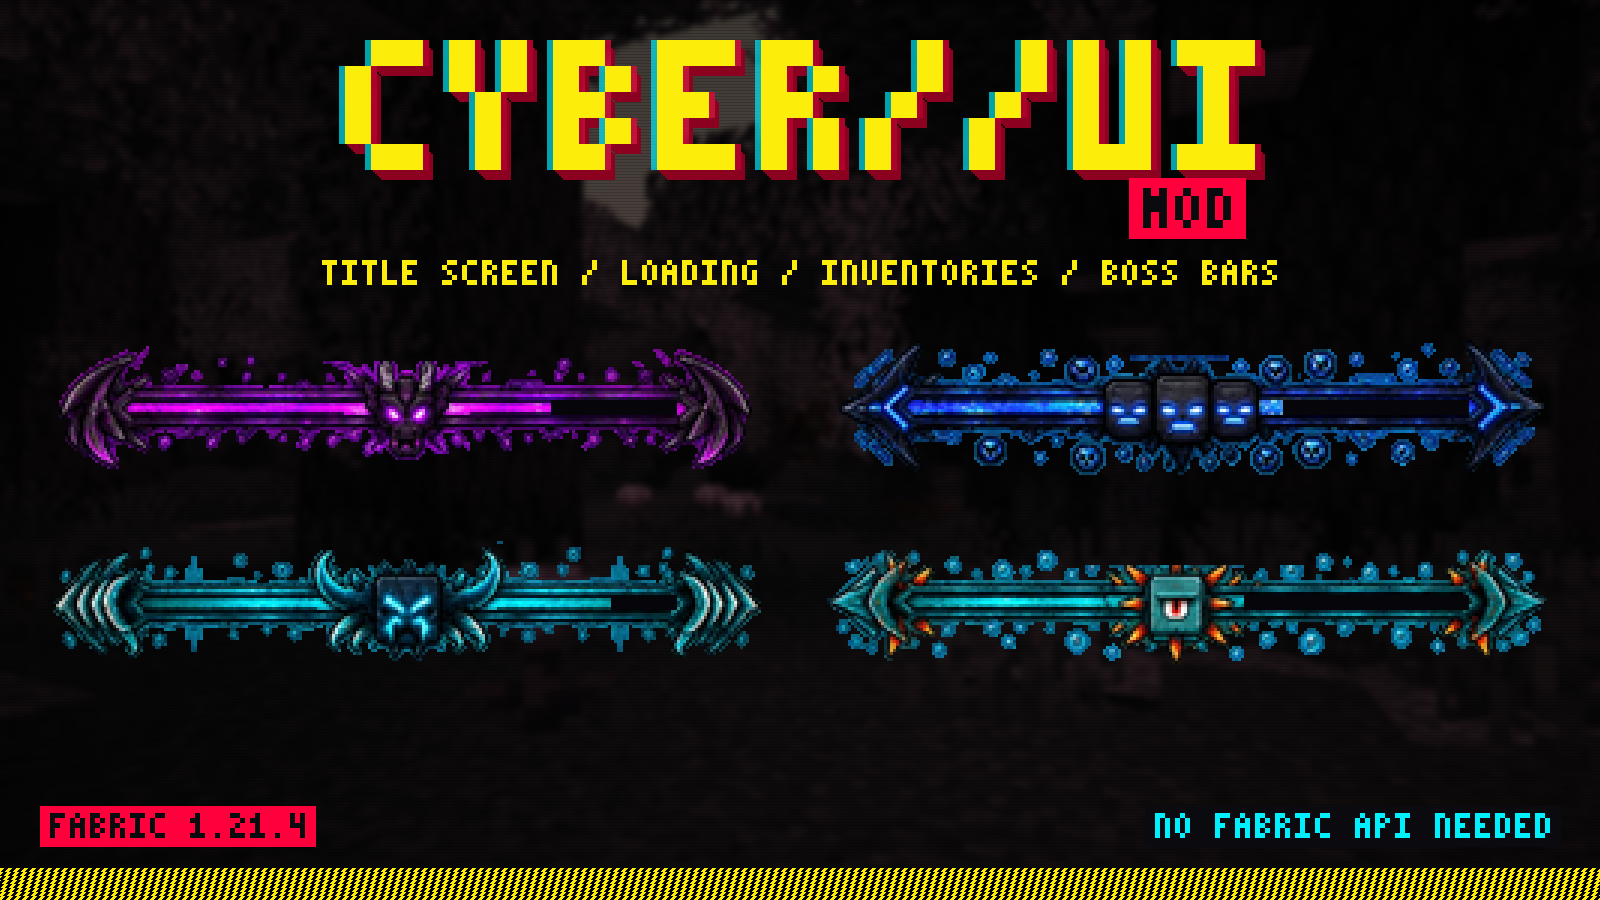 CYBER//UI
MOD
TITLE SCREEN / LOADING / INVENTORIES / BOSS BARS
FABRIC 1.21.4
NO FABRIC API NEEDED